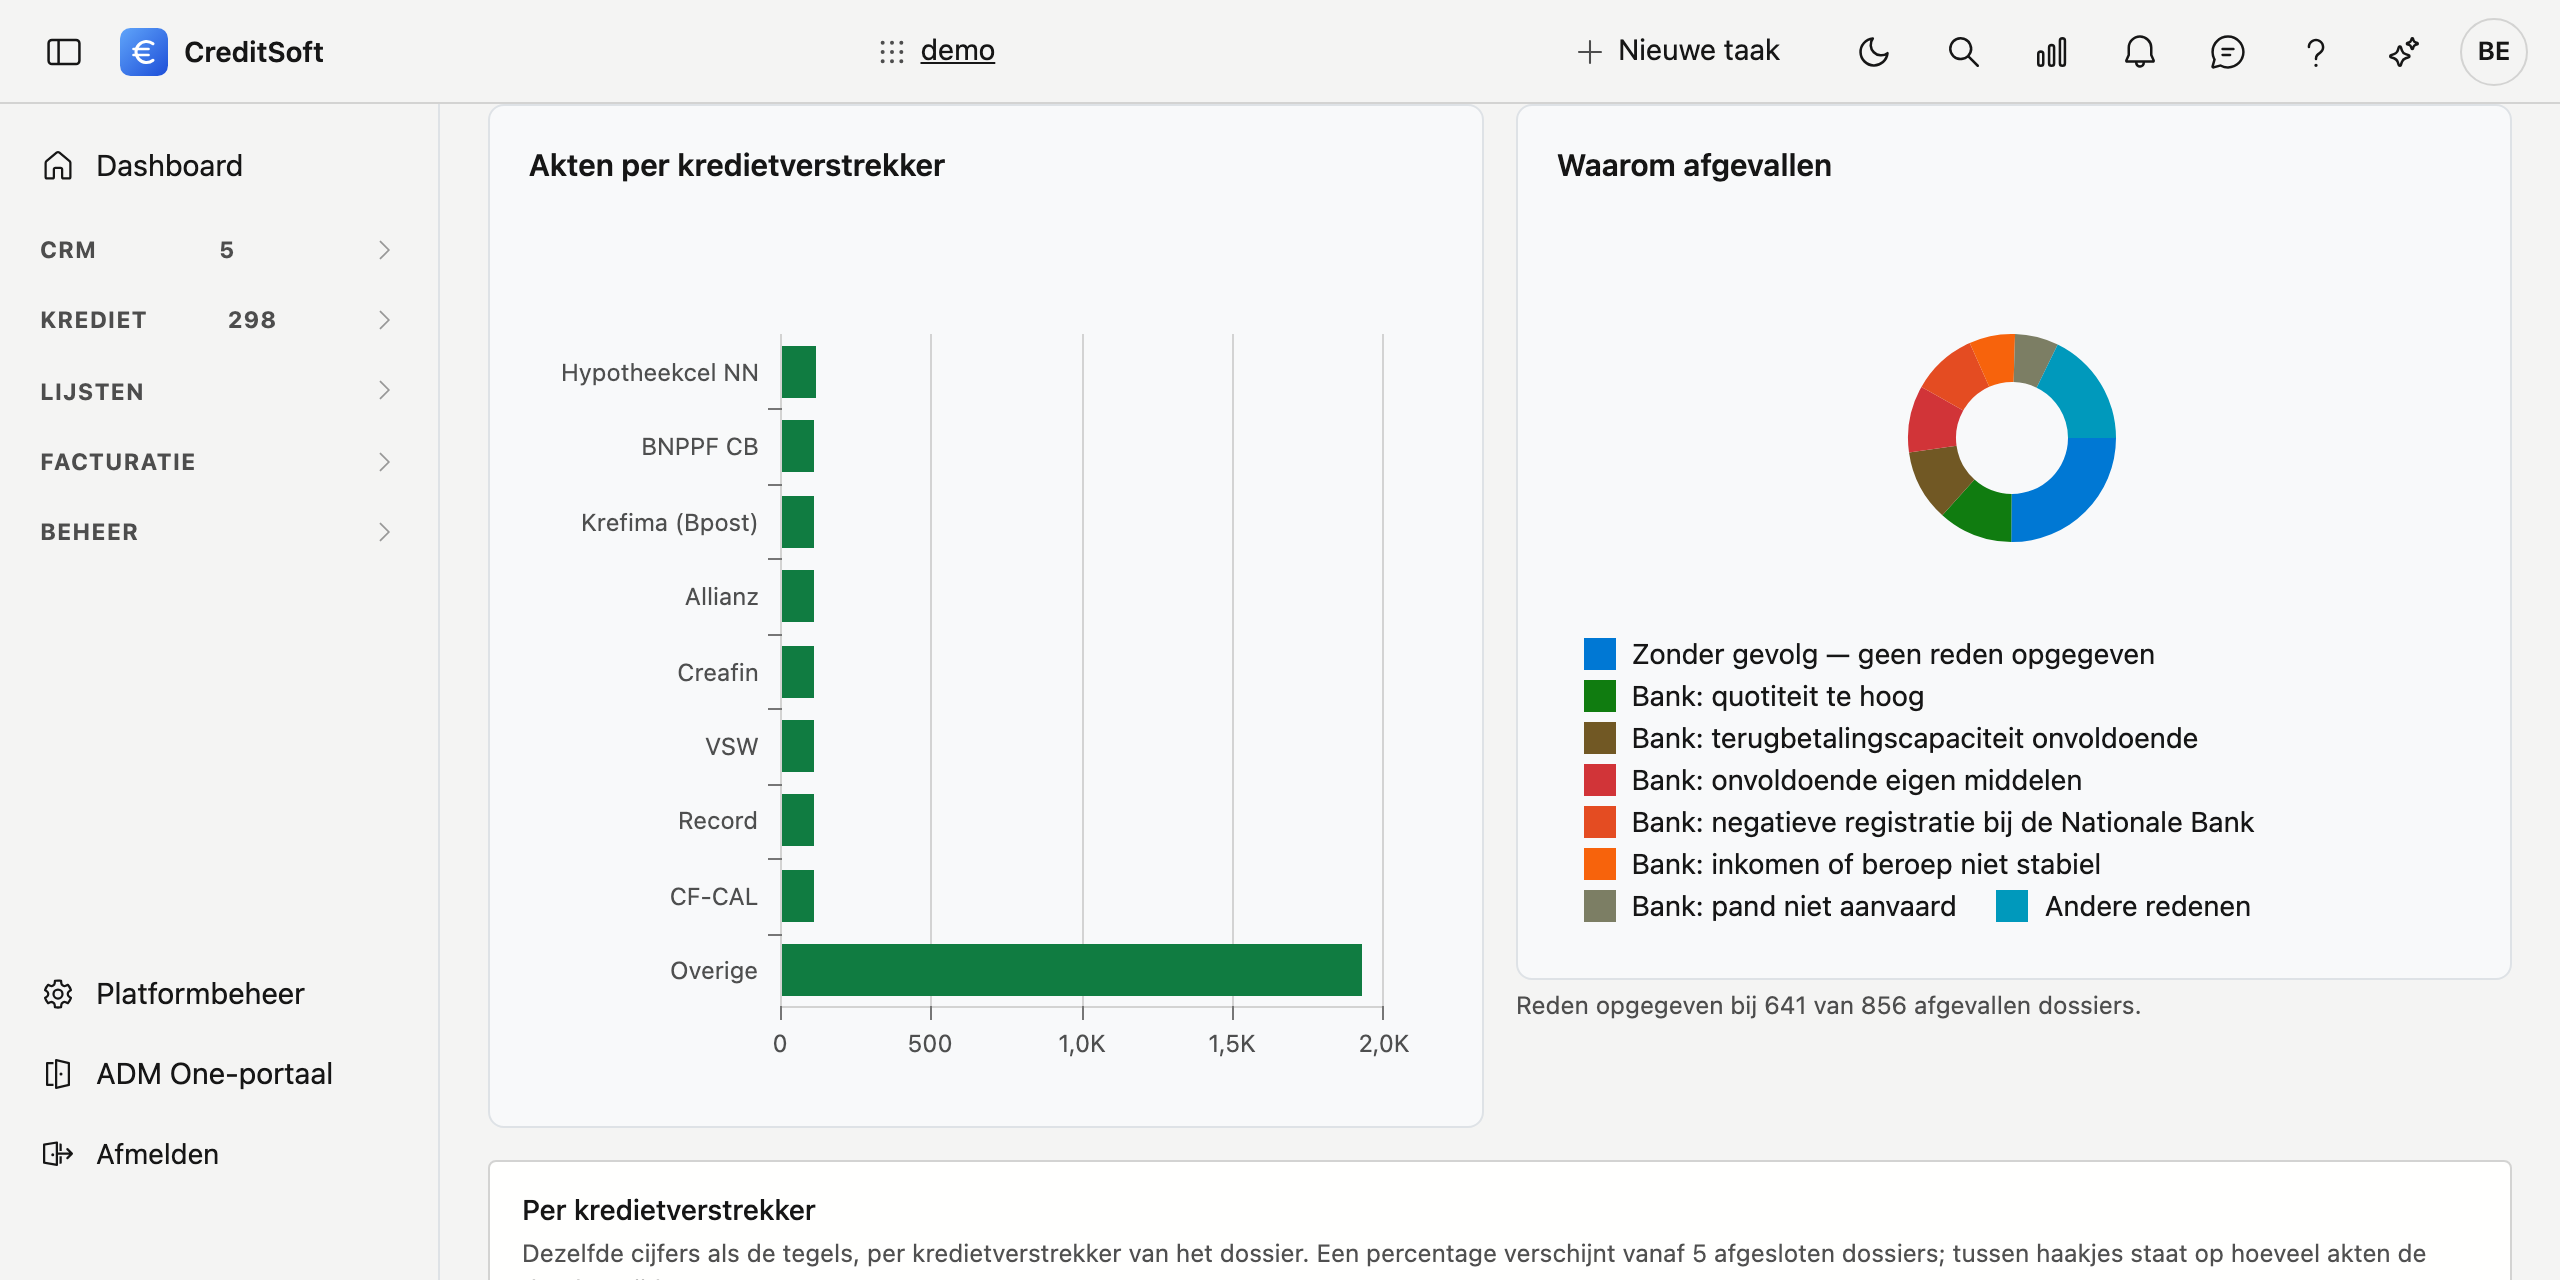 CreditSoft
demo
Nieuwe taak
BE
Dashboard
CRM 5
KREDIET 298
LIJSTEN
FACTURATIE
BEHEER
Platformbeheer
ADM One-portaal
Afmelden
Akten per kredietverstrekker
Hypotheekcel NN
BNPPF CB
Krefima (Bpost)
Allianz
Creafin
VSW
Record
CF-CAL
Overige
0 500 1,0K 1,5K 2,0K
Waarom afgevallen
Zonder gevolg — geen reden opgegeven
Bank: quotiteit te hoog
Bank: terugbetalingscapaciteit onvoldoende
Bank: onvoldoende eigen middelen
Bank: negatieve registratie bij de Nationale Bank
Bank: inkomen of beroep niet stabiel
Bank: pand niet aanvaard Andere redenen
Reden opgegeven bij 641 van 856 afgevallen dossiers.
Per kredietverstrekker
Dezelfde cijfers als de tegels, per kredietverstrekker van het dossier. Een percentage verschijnt vanaf 5 afgesloten dossiers; tussen haakjes staat op hoeveel akten de